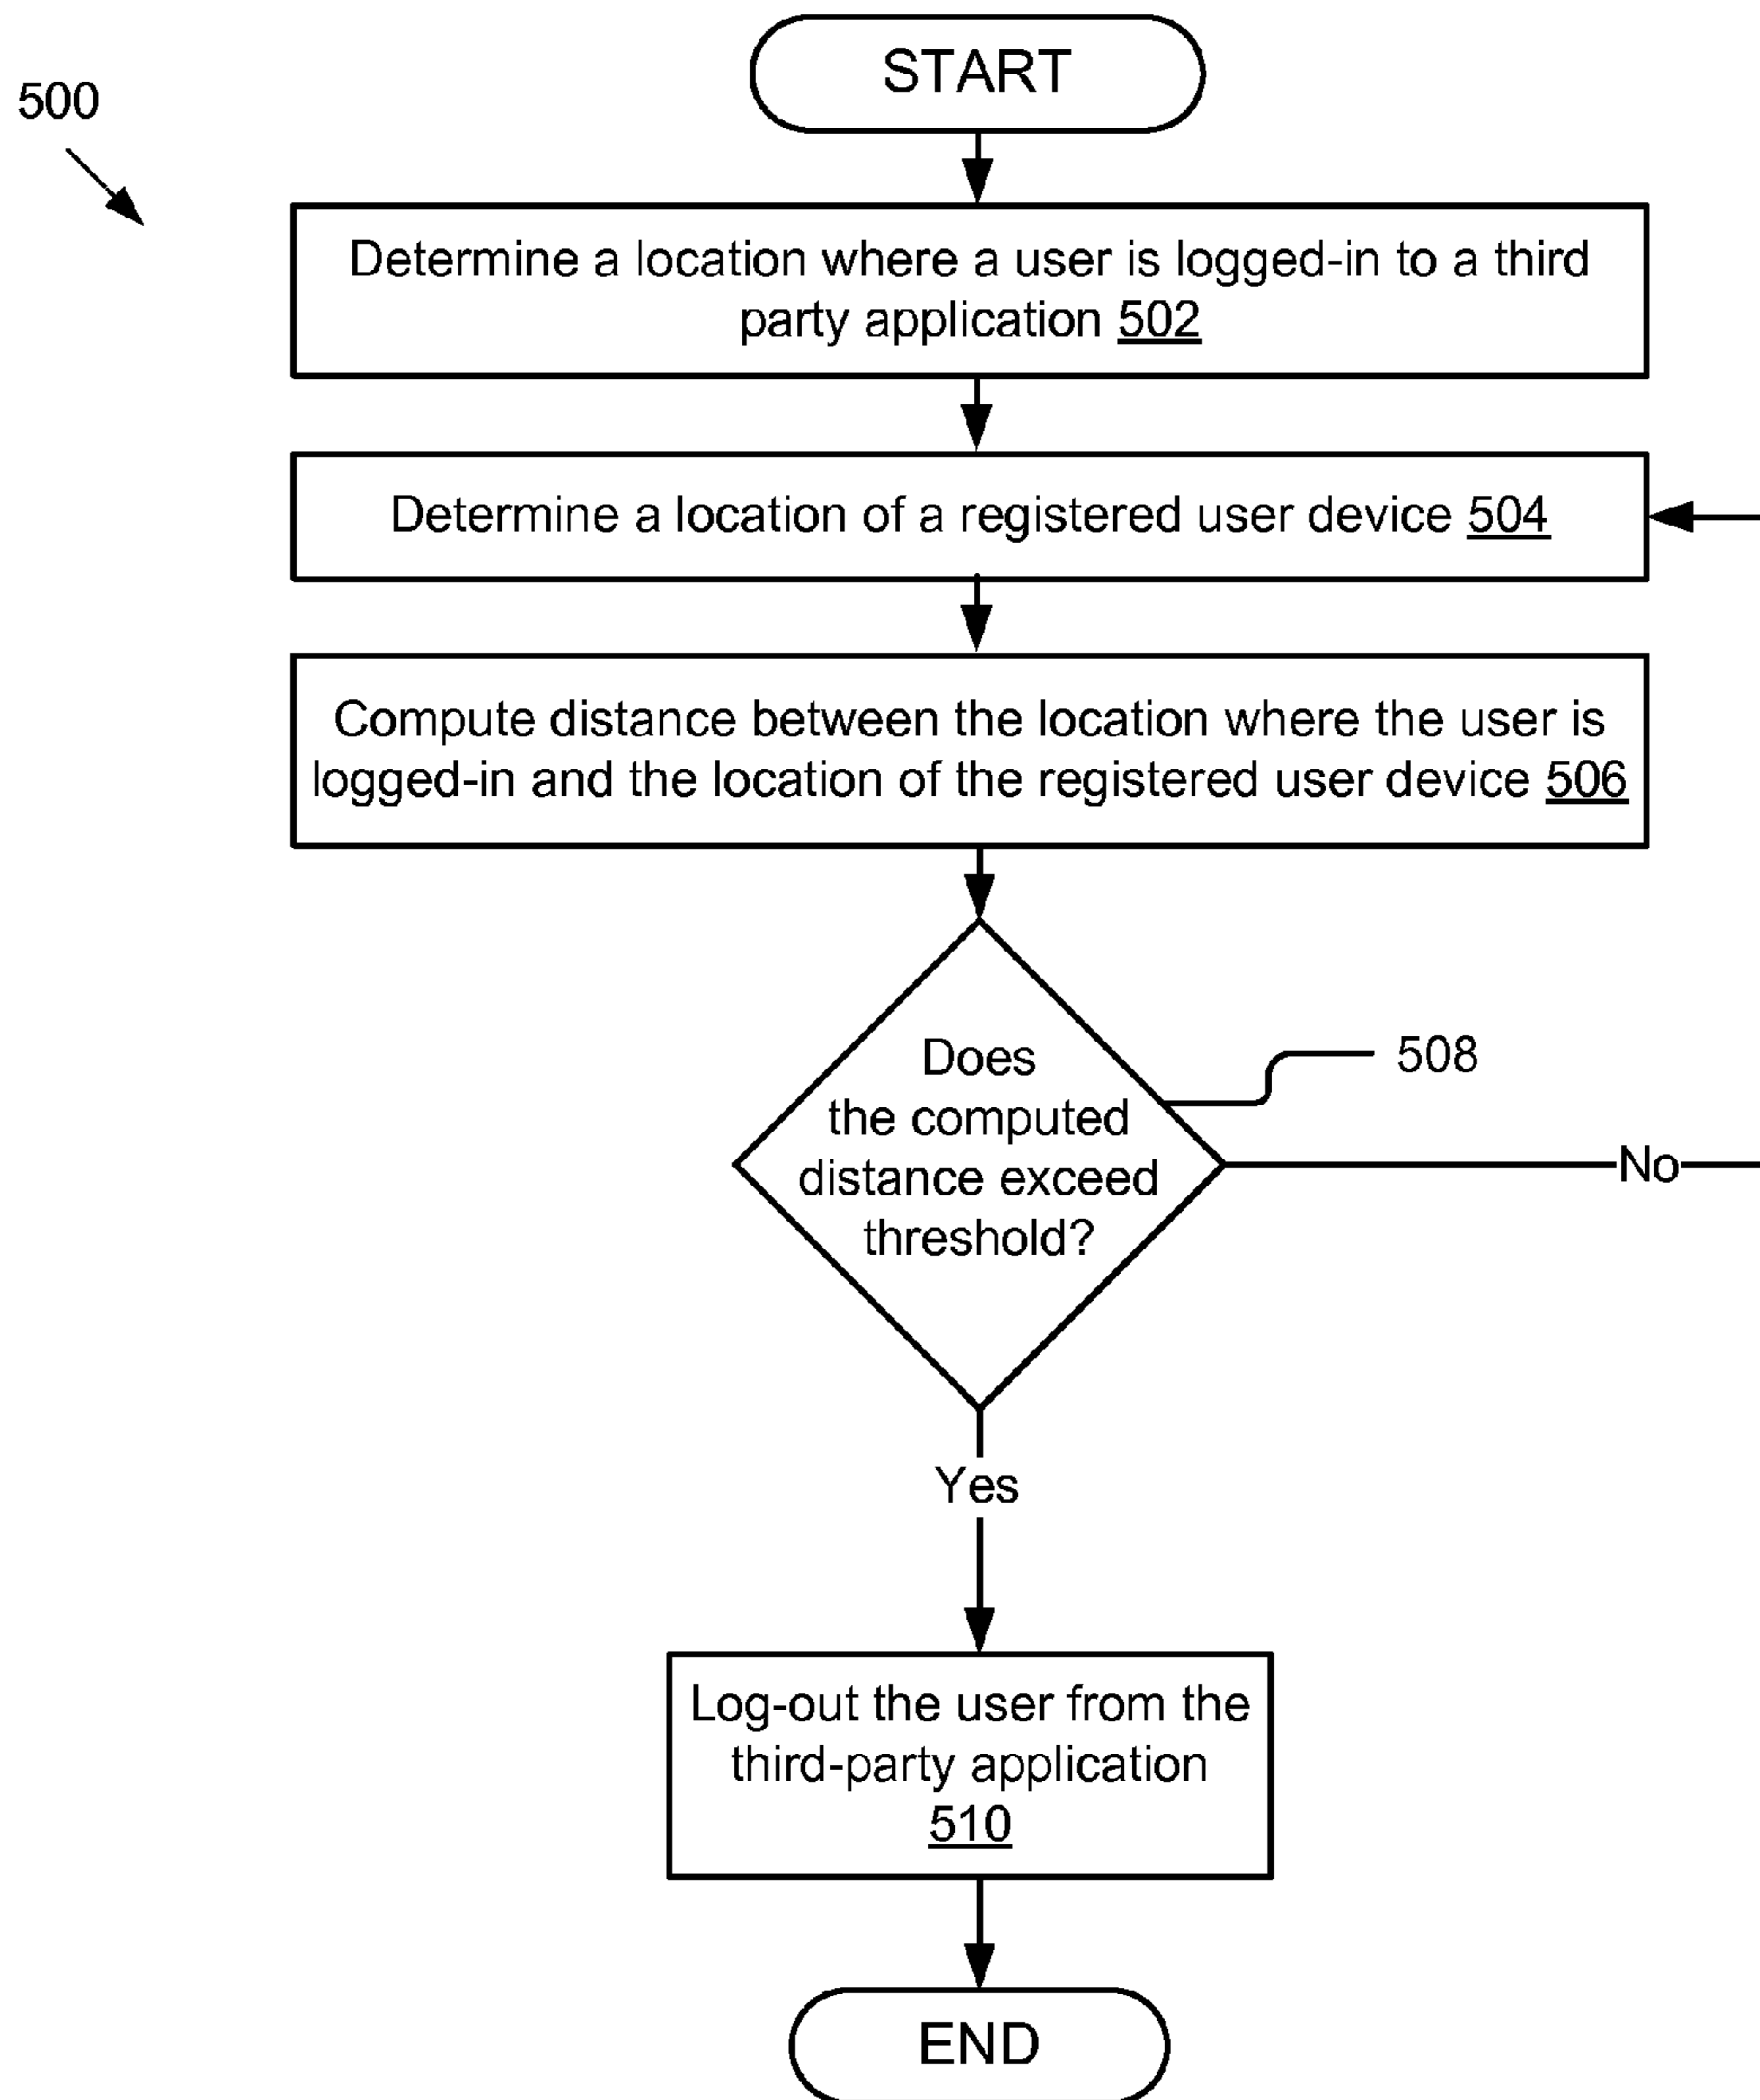 START
500
Determine a location where a user is logged-in to a third
party application 502
Determine a location of a registered user device 504
Compute distance between the location where the user is
logged-in and the location of the registered user device 506
Does
the computed
distance exceed
threshold?
508
No
Yes
Log-out the user from the
third-party application
510
END